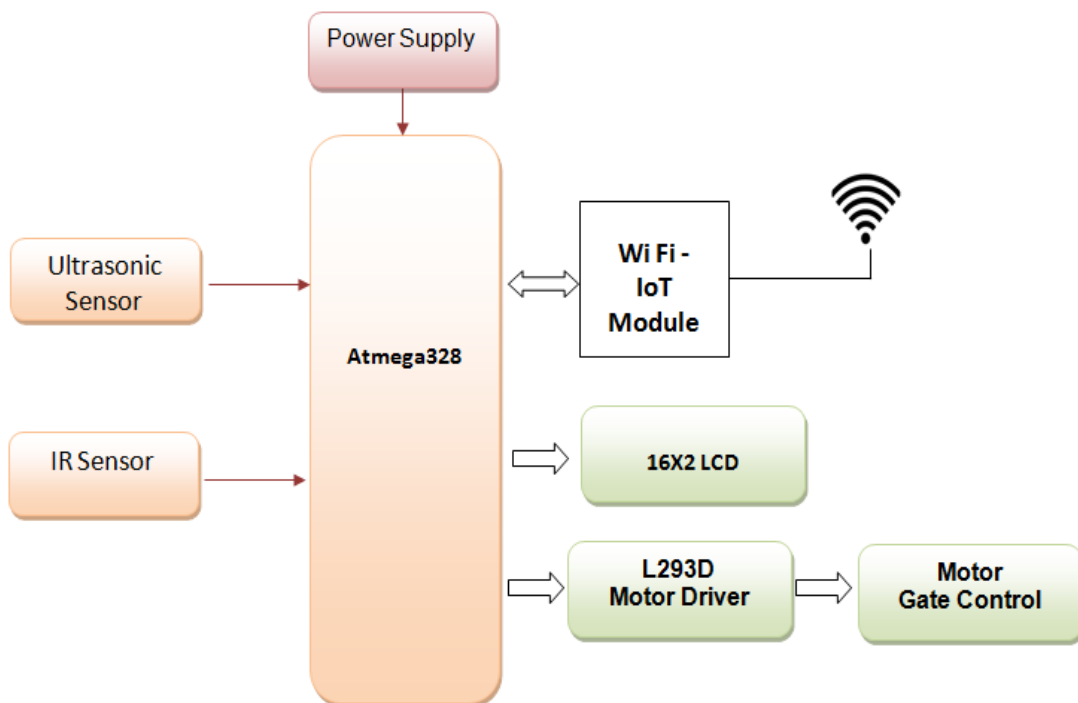 Power Supply
Ultrasonic
Sensor
Wi Fi -
IoT
Module
Atmega328
IR Sensor
16X2 LCD
L293D
Motor Driver
Motor
Gate Control